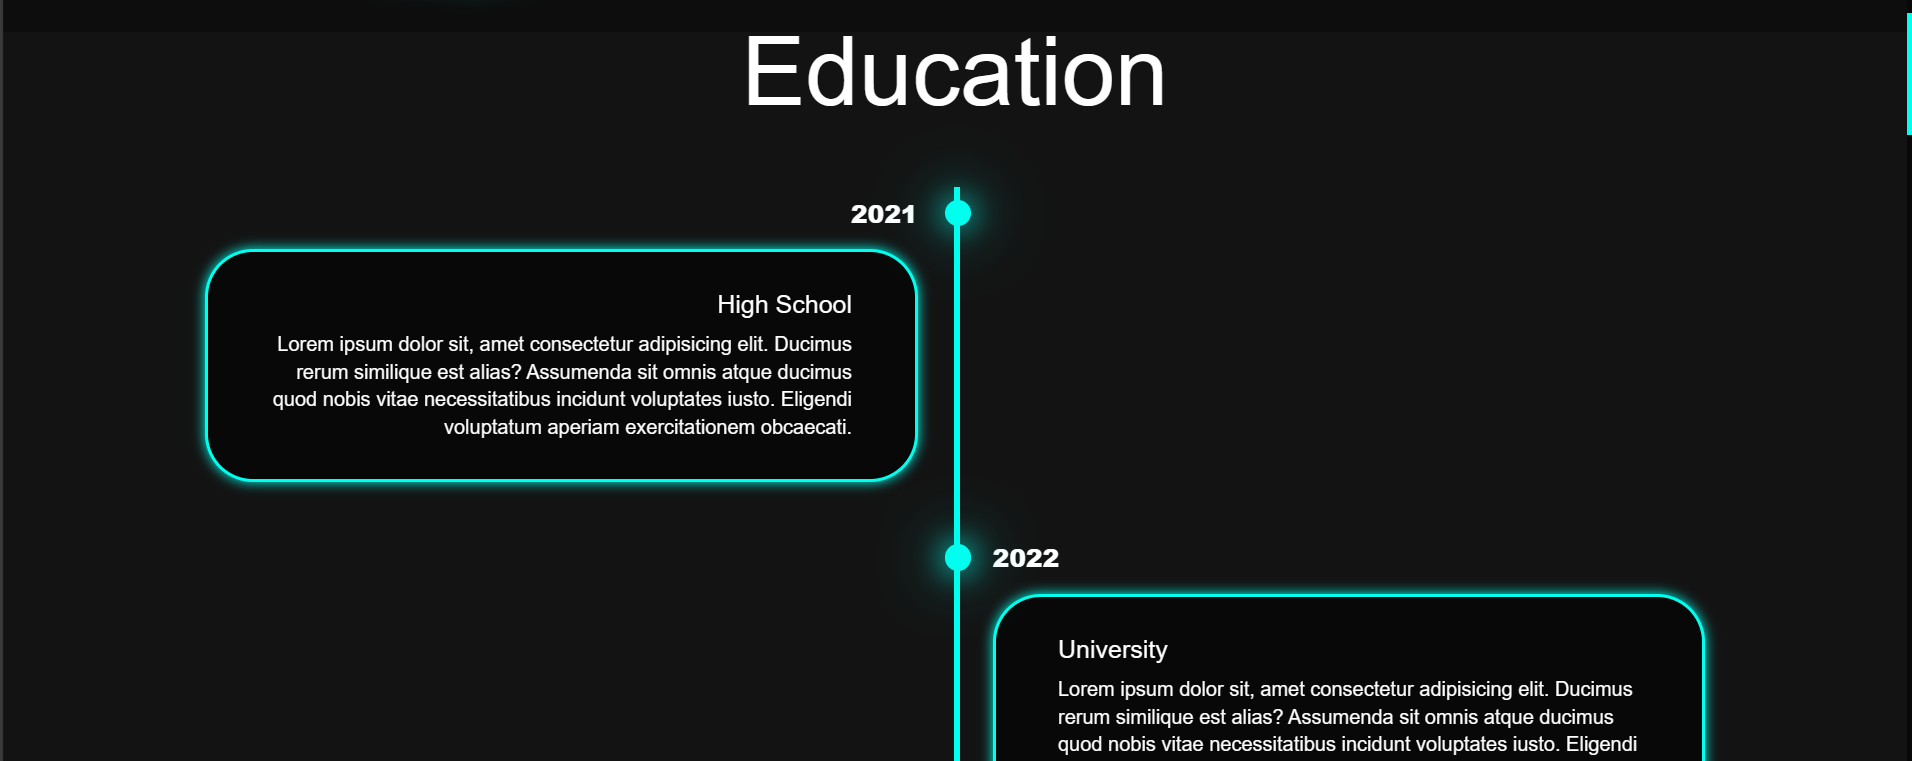 Education
2021
High School
Lorem ipsum dolor sit, amet consectetur adipisicing elit. Ducimus
rerum similique est alias? Assumenda sit omnis atque ducimus
quod nobis vitae necessitatibus incidunt voluptates iusto. Eligendi
voluptatum aperiam exercitationem obcaecati.
2022
University
Lorem ipsum dolor sit, amet consectetur adipisicing elit. Ducimus
rerum similique est alias? Assumenda sit omnis atque ducimus
quod nobis vitae necessitatibus incidunt voluptates iusto. Eligendi